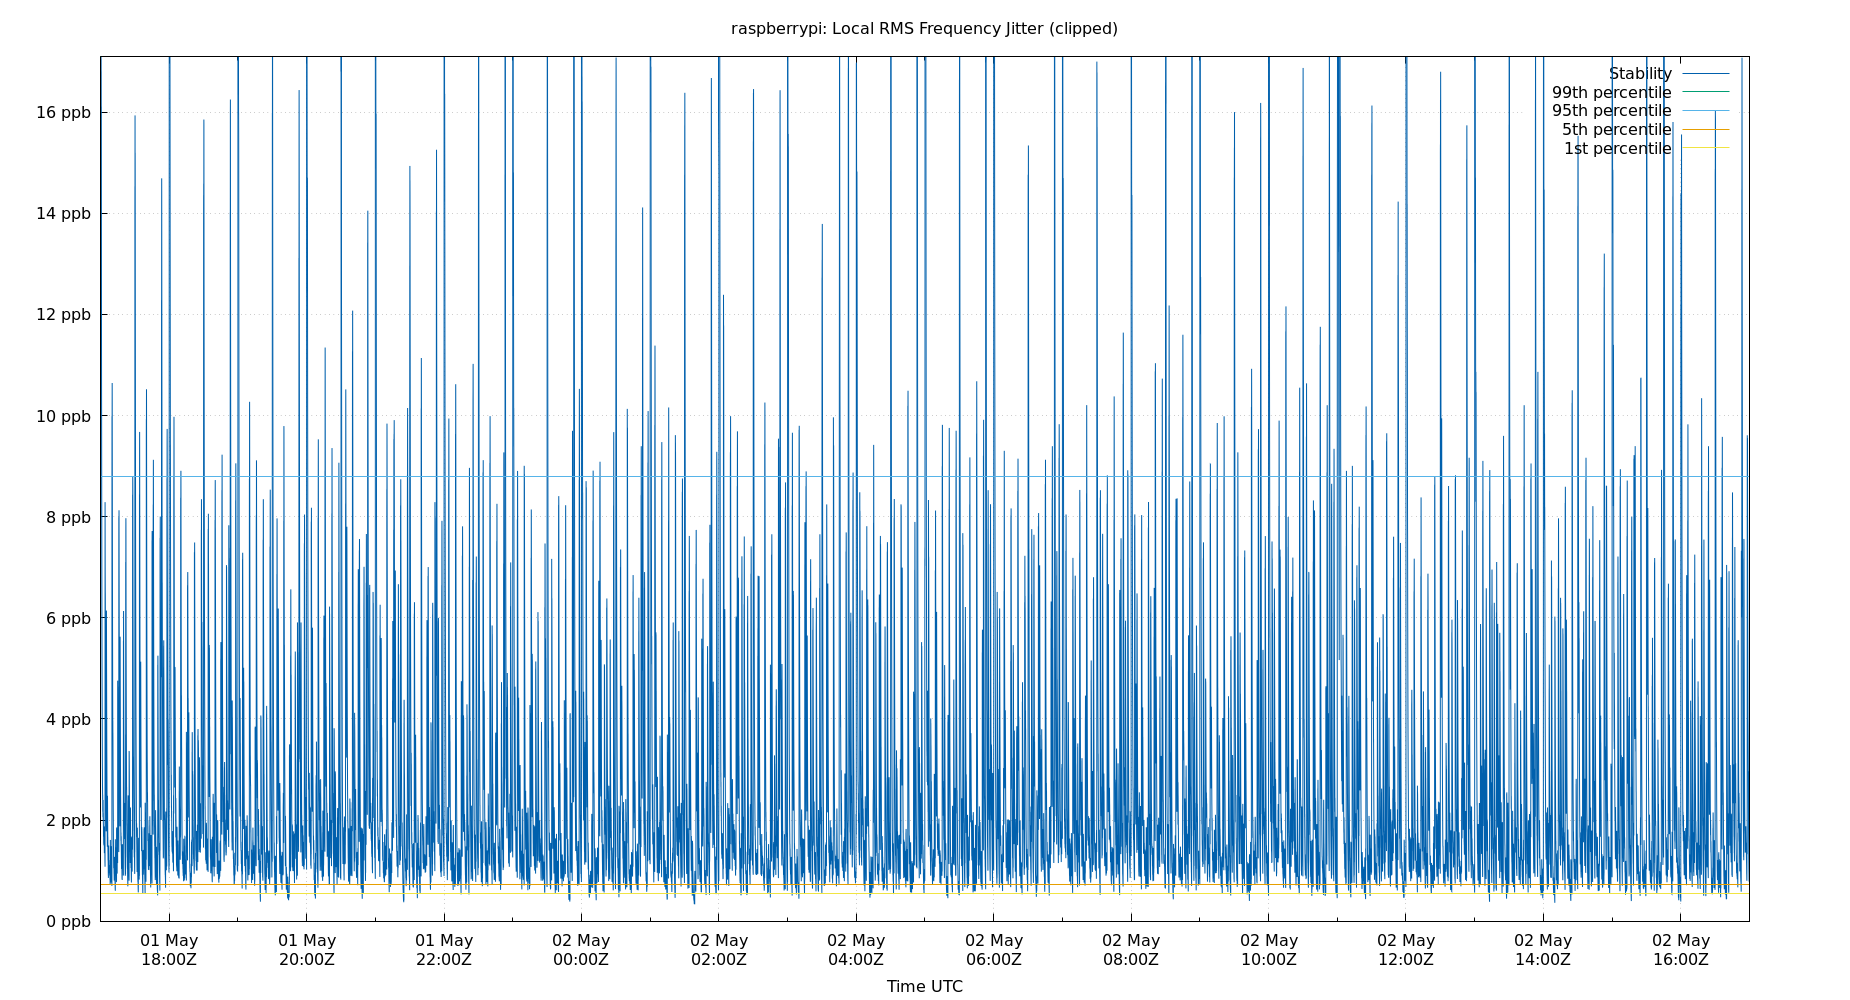 raspberrypi: Local RMS Frequency Jitter (clipped)
Stability
99th percentile
95th percentile
5th percentile
1st percentile
16 ppb
14 ppb
12 ppb
10 ppb
8 ppb
6 ppb
4 ppb
2 ppb
0 ppb
01 May 01 May 01 May 02 May 02 May 02 May 02 May 02 May 02 May 02 May 02 May 02 May
18:00Z 20:00Z 22:00Z 00:00Z 02:00Z 04:00Z 06:00Z 08:00Z 10:00Z 12:00Z 14:00Z 16:00Z
Time UTC